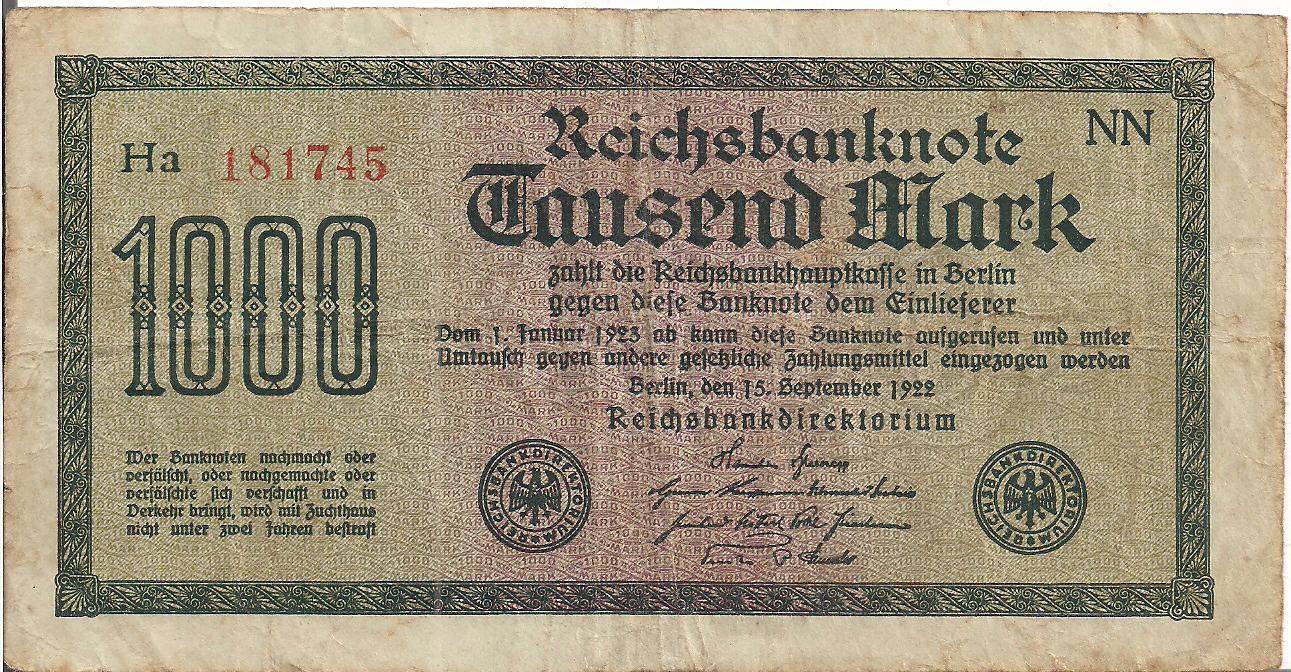 Reichsbanknote
NN
Ha 181745
Tausend Mark
1000
zahlt die Reichsbankhauptkasse in Berlin
gegen diese Banknote dem Einlieferer
Vom 1. Januar 1923 ab kann diese Banknote aufgerufen und unter
Umtausch gegen andere gesetzliche Zahlungsmittel eingezogen werden
Berlin, den 15. September 1922
Reichsbankdirektorium
Wer Banknoten nachmacht oder
verfälscht, oder nachgemachte oder
verfälschte sich verschafft und in
Verkehr bringt, wird mit Zuchthaus
nicht unter zwei Jahren bestraft
REICHSBANKDIREKTORIUM
REICHSBANKDIREKTORIUM